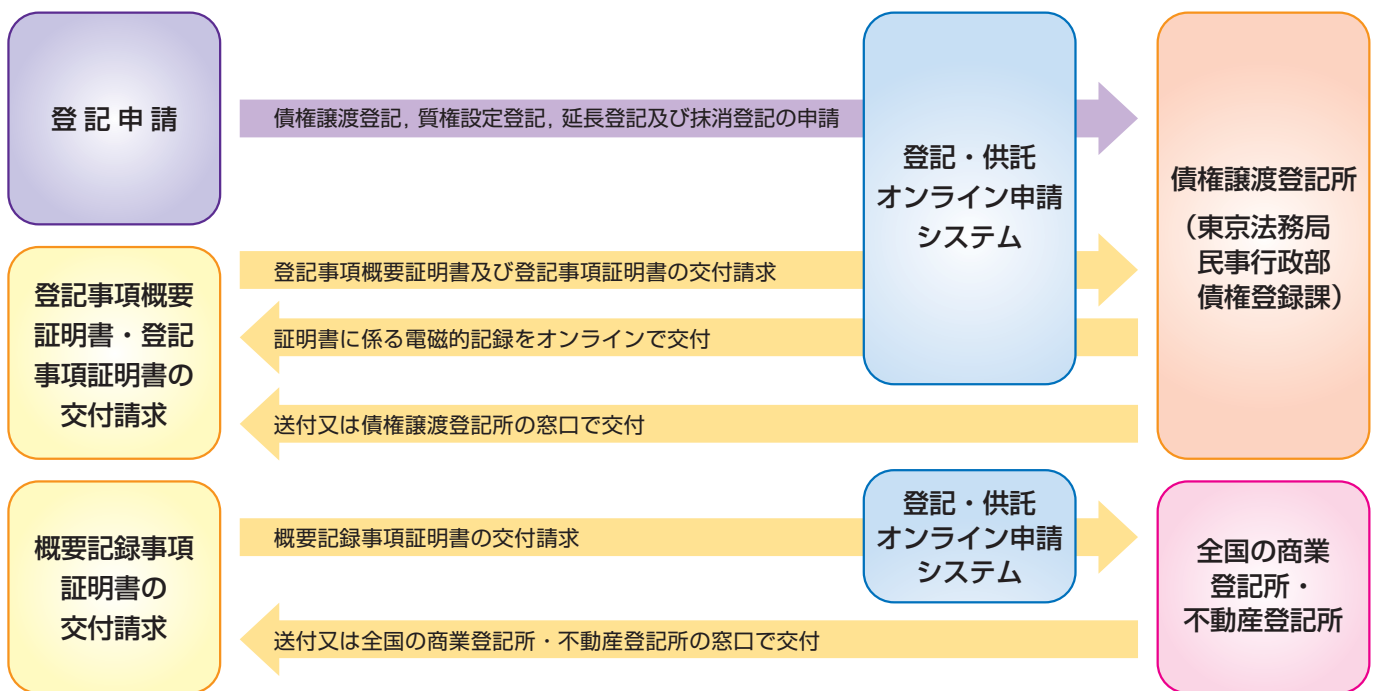 登記申請
債権譲渡登記，質権設定登記，延長登記及び抹消登記の申請
登記・供託
オンライン申請
システム
債権譲渡登記所
（東京法務局
民事行政部
債権登録課）
登記事項概要
証明書・登記
事項証明書の
交付請求
登記事項概要証明書及び登記事項証明書の交付請求
証明書に係る電磁的記録をオンラインで交付
送付又は債権譲渡登記所の窓口で交付
概要記録事項
証明書の
交付請求
概要記録事項証明書の交付請求
登記・供託
オンライン申請
システム
送付又は全国の商業登記所・不動産登記所の窓口で交付
全国の商業
登記所・
不動産登記所